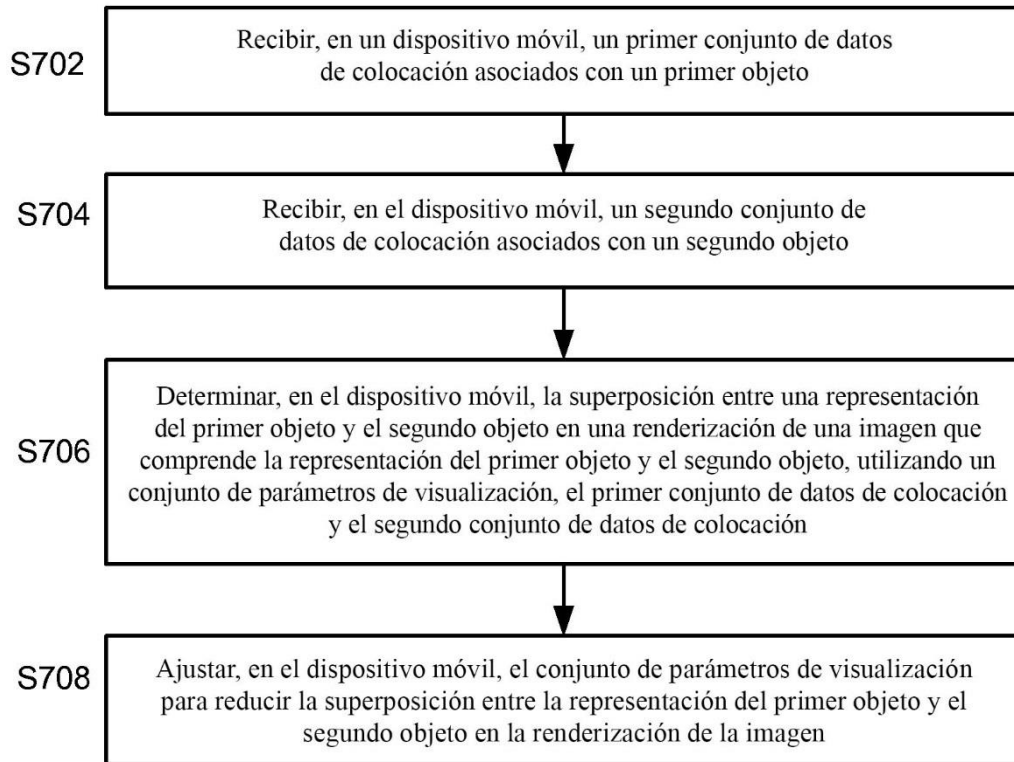 S702
Recibir, en un dispositivo móvil, un primer conjunto de datos
de colocación asociados con un primer objeto
S704
Recibir, en el dispositivo móvil, un segundo conjunto de
datos de colocación asociados con un segundo objeto
S706
Determinar, en el dispositivo móvil, la superposición entre una representación
del primer objeto y el segundo objeto en una renderización de una imagen que
comprende la representación del primer objeto y el segundo objeto, utilizando un
conjunto de parámetros de visualización, el primer conjunto de datos de colocación
y el segundo conjunto de datos de colocación
S708
Ajustar, en el dispositivo móvil, el conjunto de parámetros de visualización
para reducir la superposición entre la representación del primer objeto y el
segundo objeto en la renderización de la imagen